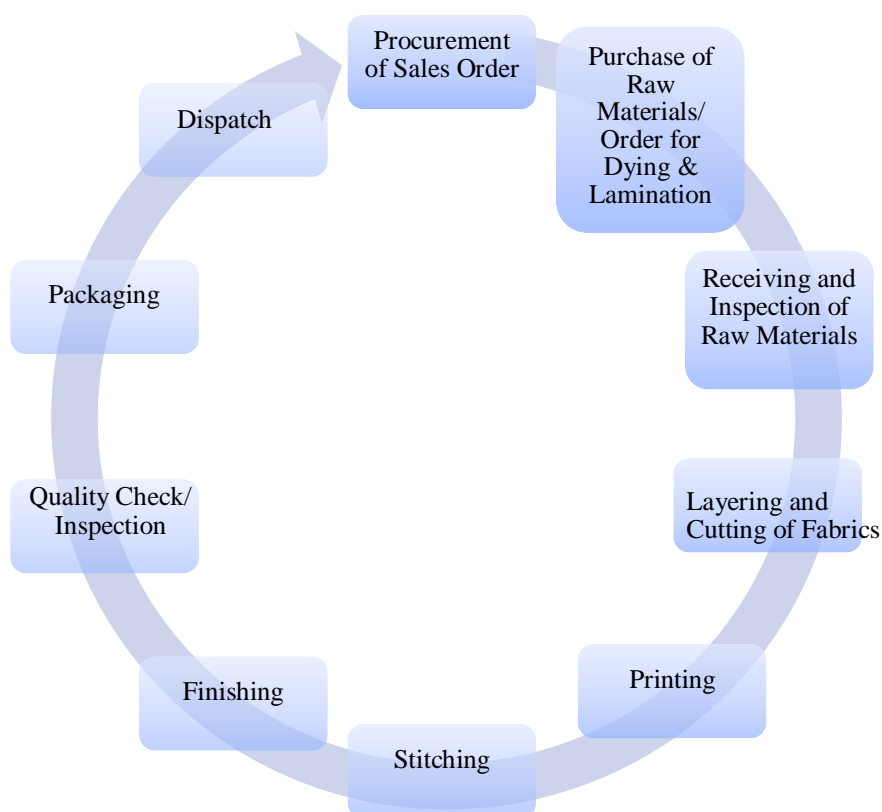 Procurement
of Sales Order
Purchase of
Raw
Materials/
Order for
Dying &
Lamination
Receiving and
Inspection of
Raw Materials
Layering and
Cutting of Fabrics
Printing
Stitching
Finishing
Quality Check/
Inspection
Packaging
Dispatch